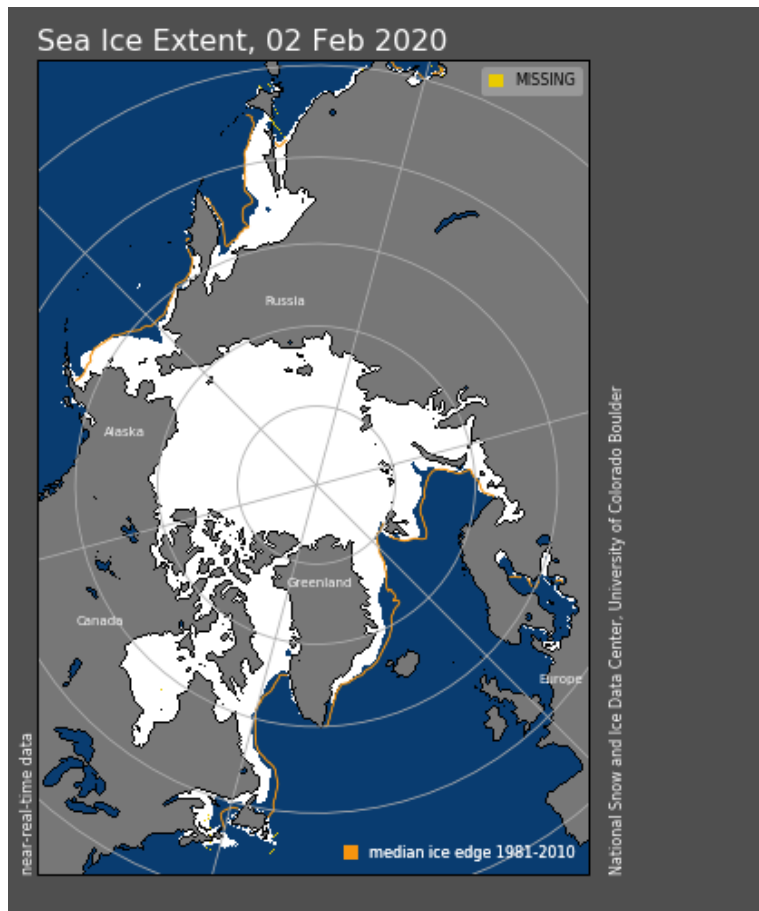 Sea Ice Extent, 02 Feb 2020
MISSING
Russia
Alaska
Greenland
Canada
Europe
median ice edge 1981-2010
near-real-time data
National Snow and Ice Data Center, University of Colorado Boulder